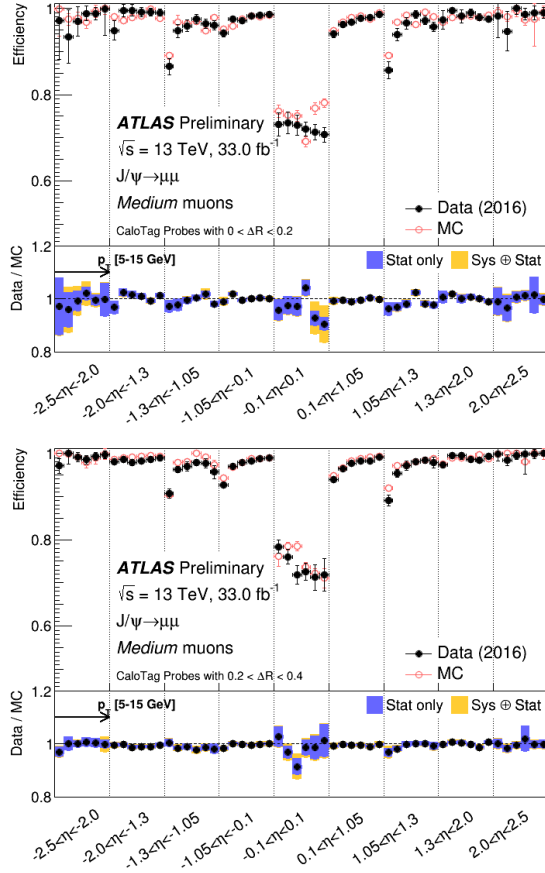 Efficiency
1
0.8
0.6
ATLAS Preliminary
√s = 13 TeV, 33.0 fb⁻¹
J/ψ→μμ
Medium muons
CaloTag Probes with 0 < ΔR < 0.2
Data (2016)
MC
Data / MC
1.2
1
0.8
p_T [5-15 GeV]
Stat only
Sys ⊕ Stat
-2.5<η<-2.0
-2.0<η<-1.3
-1.3<η<-1.05
-1.05<η<-0.1
-0.1<η<0.1
0.1<η<1.05
1.05<η<1.3
1.3<η<2.0
2.0<η<2.5
Efficiency
1
0.8
0.6
ATLAS Preliminary
√s = 13 TeV, 33.0 fb⁻¹
J/ψ→μμ
Medium muons
CaloTag Probes with 0.2 < ΔR < 0.4
Data (2016)
MC
Data / MC
1.2
1
0.8
p_T [5-15 GeV]
Stat only
Sys ⊕ Stat
-2.5<η<-2.0
-2.0<η<-1.3
-1.3<η<-1.05
-1.05<η<-0.1
-0.1<η<0.1
0.1<η<1.05
1.05<η<1.3
1.3<η<2.0
2.0<η<2.5